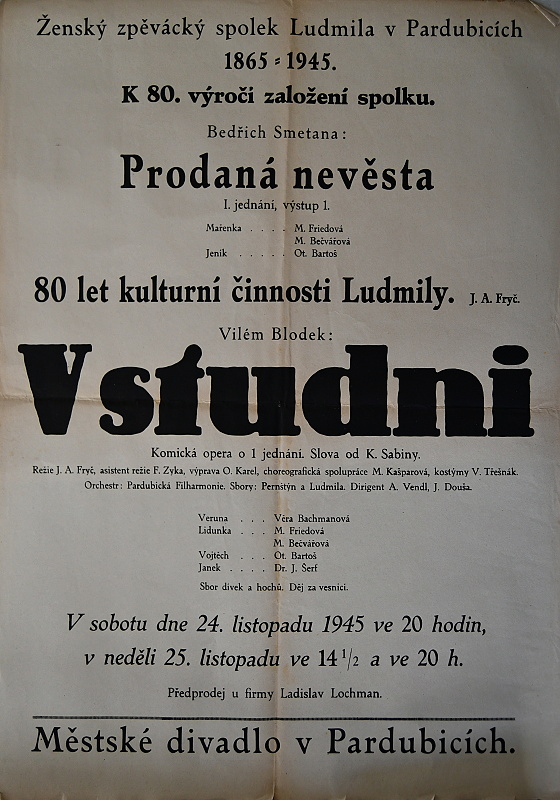 Ženský zpěvácký spolek Ludmila v Pardubicích
1865-1945.
K 80. výročí založení spolku.
Bedřich Smetana:
Prodaná nevěsta
I. jednání, výstup 1.
Mařenka . . . . M. Friedová
M. Bečvářová
Jeník . . . . . Ot. Bartoš
80 let kulturní činnosti Ludmily. J. A. Fryč.
Vilém Blodek:
V studni
Komická opera o 1 jednání. Slova od K. Sabiny.
Režie J. A. Fryč, asistent režie F. Zyka, výprava O. Karel, choreografická spolupráce M. Kašparová, kostýmy V. Třešnák.
Orchestr: Pardubická Filharmonie. Sbory: Pernštýn a Ludmila. Dirigent A. Vendl, J. Douša.
Veruna . . . Věra Bachmanová
Lidunka . . . M. Friedová
M. Bečvářová
Vojtěch . . . Ot. Bartoš
Janek . . . . Dr. J. Šerf
Sbor dívek a hochů. Děj za vesnicí.
V sobotu dne 24. listopadu 1945 ve 20 hodin,
v neděli 25. listopadu ve 14 1/2 a ve 20 h.
Předprodej u firmy Ladislav Lochman.
Městské divadlo v Pardubicích.